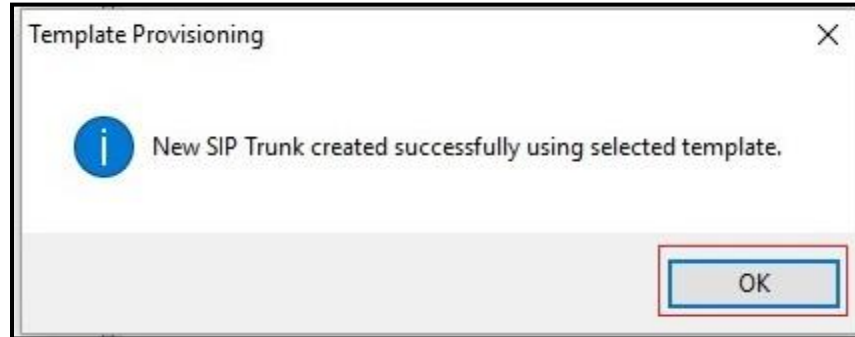 Template Provisioning
New SIP Trunk created successfully using selected template.
OK